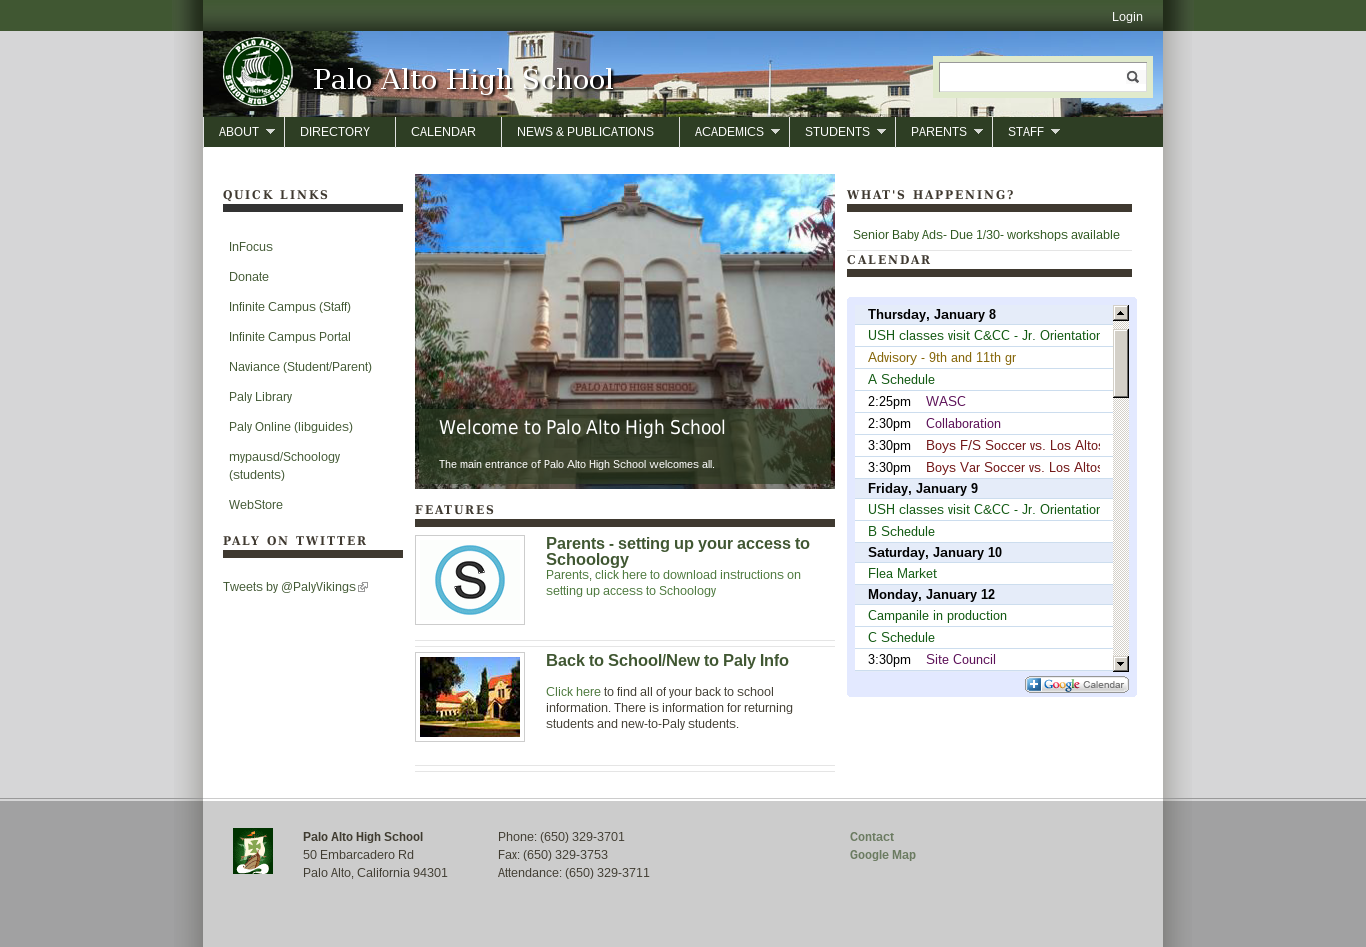 Login
PALO ALTO
Vikings
SENIOR HIGH SCHOOL
Palo Alto High School
ABOUT
DIRECTORY
CALENDAR
NEWS & PUBLICATIONS
ACADEMICS
STUDENTS
PARENTS
STAFF
QUICK LINKS
InFocus
Donate
Infinite Campus (Staff)
Infinite Campus Portal
Naviance (Student/Parent)
Paly Library
Paly Online (libguides)
mypausd/Schoology
(students)
WebStore
PALY ON TWITTER
Tweets by @PalyVikings
PALO ALTO HIGH SCHOOL
Welcome to Palo Alto High School
The main entrance of Palo Alto High School welcomes all.
FEATURES
S
Parents - setting up your access to
Schoology
Parents, click here to download instructions on
setting up access to Schoology
Back to School/New to Paly Info
Click here to find all of your back to school
information. There is information for returning
students and new-to-Paly students.
WHAT'S HAPPENING?
Senior Baby Ads- Due 1/30- workshops available
CALENDAR
Thursday, January 8
USH classes visit C&CC - Jr. Orientation
Advisory - 9th and 11th gr
A Schedule
2:25pm WASC
2:30pm Collaboration
3:30pm Boys F/S Soccer vs. Los Altos
3:30pm Boys Var Soccer vs. Los Altos
Friday, January 9
USH classes visit C&CC - Jr. Orientation
B Schedule
Saturday, January 10
Flea Market
Monday, January 12
Campanile in production
C Schedule
3:30pm Site Council
Google Calendar
Palo Alto High School
50 Embarcadero Rd
Palo Alto, California 94301
Phone: (650) 329-3701
Fax: (650) 329-3753
Attendance: (650) 329-3711
Contact
Google Map